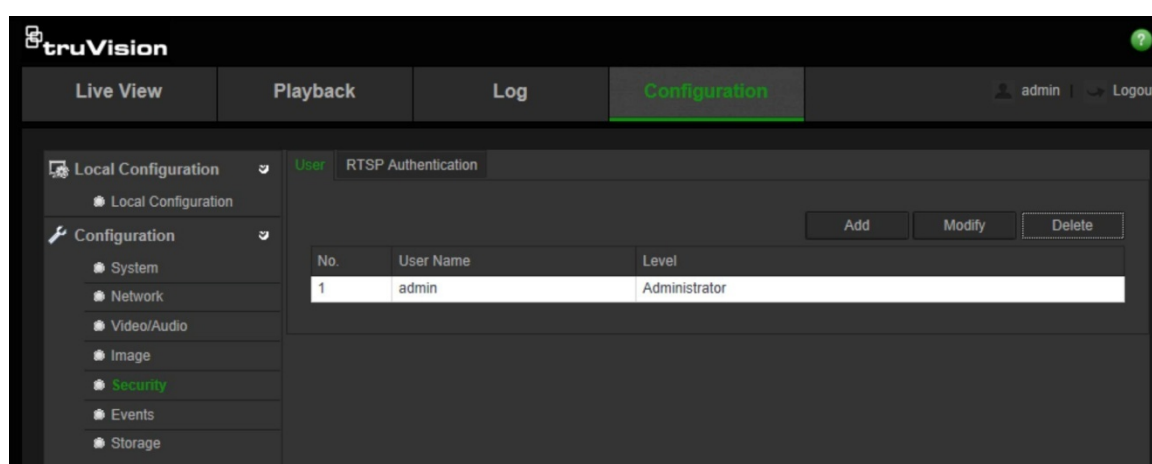 truVision
?
Live View Playback Log Configuration admin | Logou
Local Configuration
Local Configuration
Configuration
System
Network
Video/Audio
Image
Security
Events
Storage
User RTSP Authentication
Add Modify Delete
No. User Name Level
1 admin Administrator